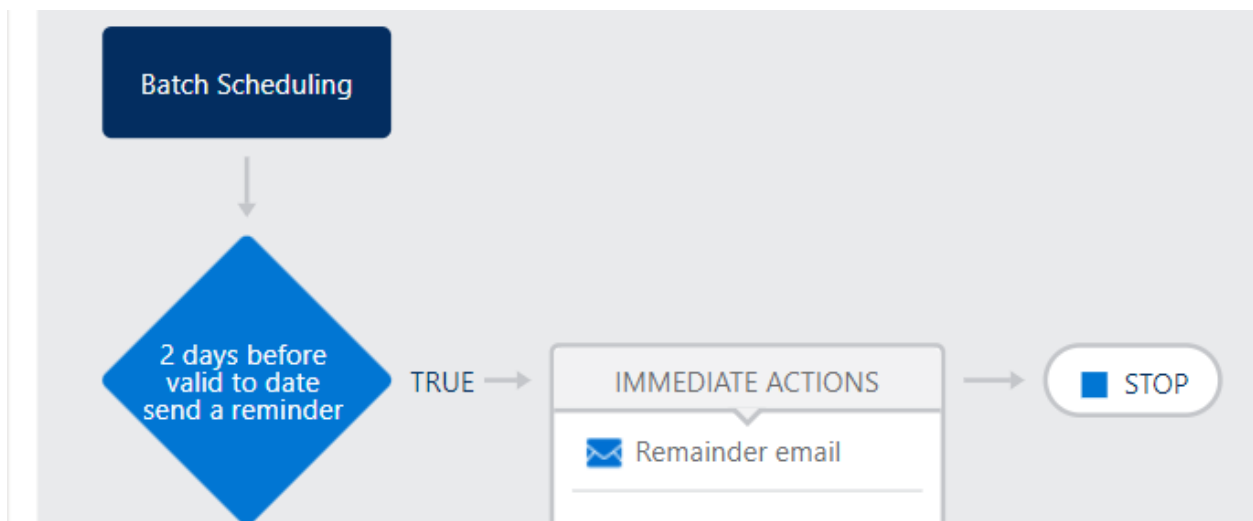 Batch Scheduling
2 days before
valid to date
send a reminder
TRUE
IMMEDIATE ACTIONS
Remainder email
STOP